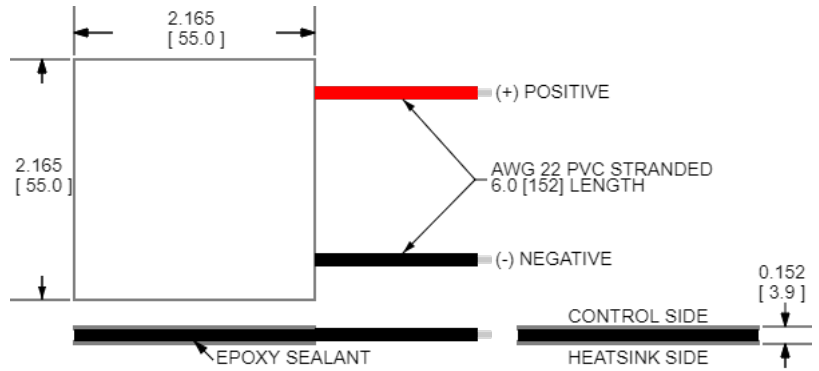 2.165
[ 55.0 ]
(+) POSITIVE
2.165
[ 55.0 ]
AWG 22 PVC STRANDED
6.0 [152] LENGTH
(-) NEGATIVE
0.152
[ 3.9 ]
CONTROL SIDE
EPOXY SEALANT
HEATSINK SIDE